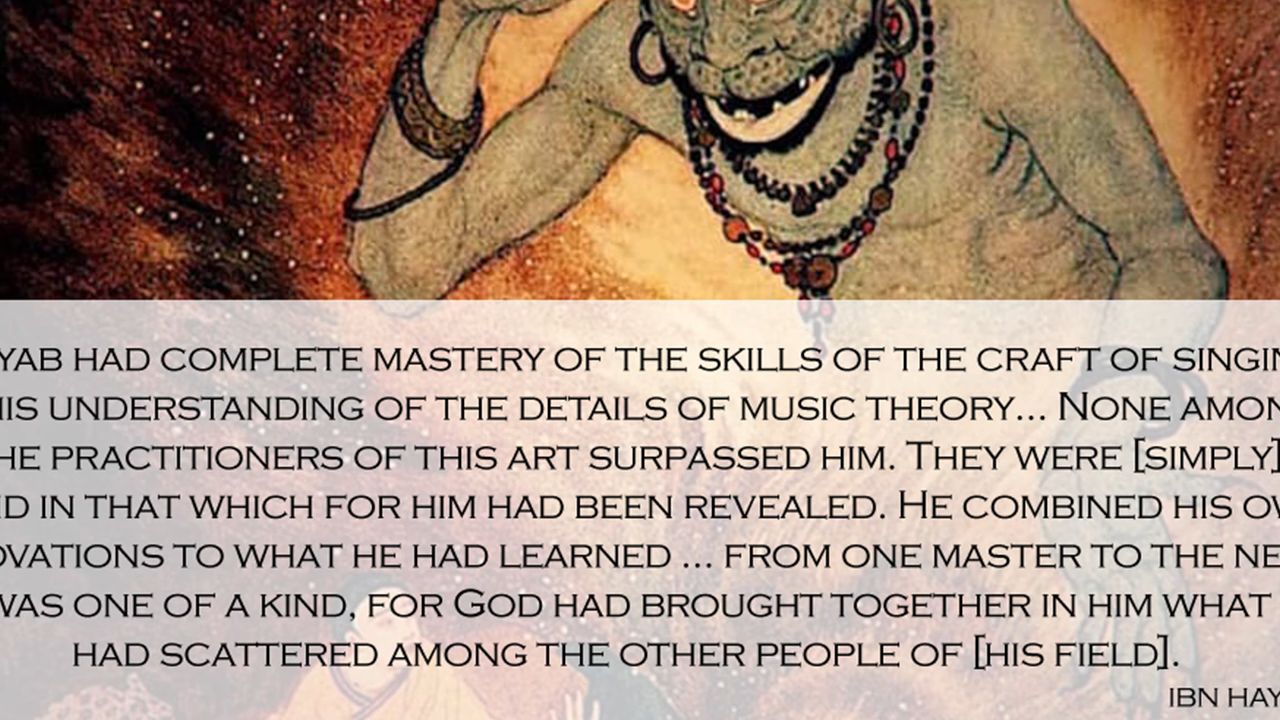 YAB HAD COMPLETE MASTERY OF THE SKILLS OF THE CRAFT OF SINGIN
HIS UNDERSTANDING OF THE DETAILS OF MUSIC THEORY... NONE AMON
HE PRACTITIONERS OF THIS ART SURPASSED HIM. THEY WERE [SIMPLY]
D IN THAT WHICH FOR HIM HAD BEEN REVEALED. HE COMBINED HIS OW
OVATIONS TO WHAT HE HAD LEARNED ... FROM ONE MASTER TO THE NE
WAS ONE OF A KIND, FOR GOD HAD BROUGHT TOGETHER IN HIM WHAT
HAD SCATTERED AMONG THE OTHER PEOPLE OF [HIS FIELD].
IBN HAY